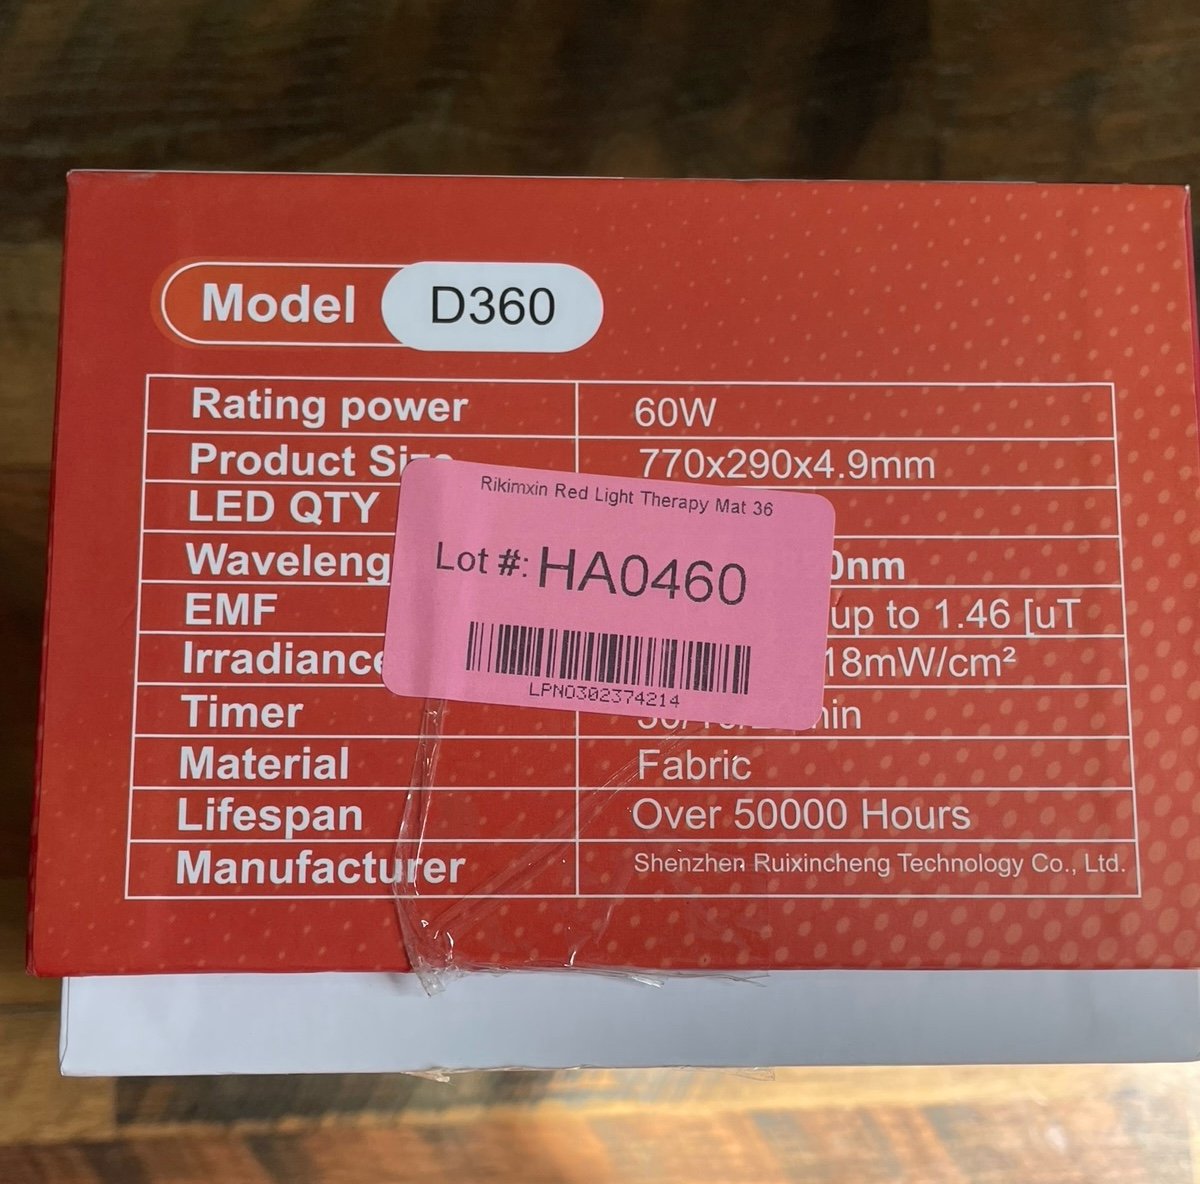 Model D360
Rating power 60W
Product Size 770x290x4.9mm
Rikimxin Red Light Therapy Mat 36
LED QTY
Lot #: HA0460
Waveleng 0nm
EMF up to 1.46 [uT
Irradiance 18mW/cm²
LPN0302374214
Timer
Material Fabric
Lifespan Over 50000 Hours
Manufacturer Shenzhen Ruixincheng Technology Co., Ltd.